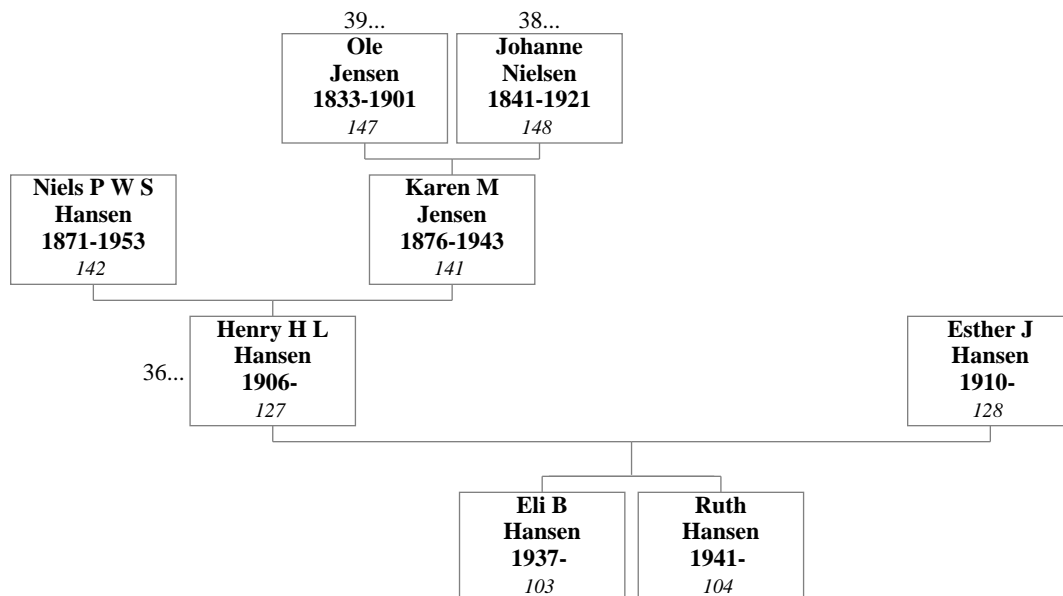 39...
38...
Ole
Jensen
1833-1901
147
Johanne
Nielsen
1841-1921
148
Niels P W S
Hansen
1871-1953
142
Karen M
Jensen
1876-1943
141
36...
Henry H L
Hansen
1906-
127
Esther J
Hansen
1910-
128
Eli B
Hansen
1937-
103
Ruth
Hansen
1941-
104